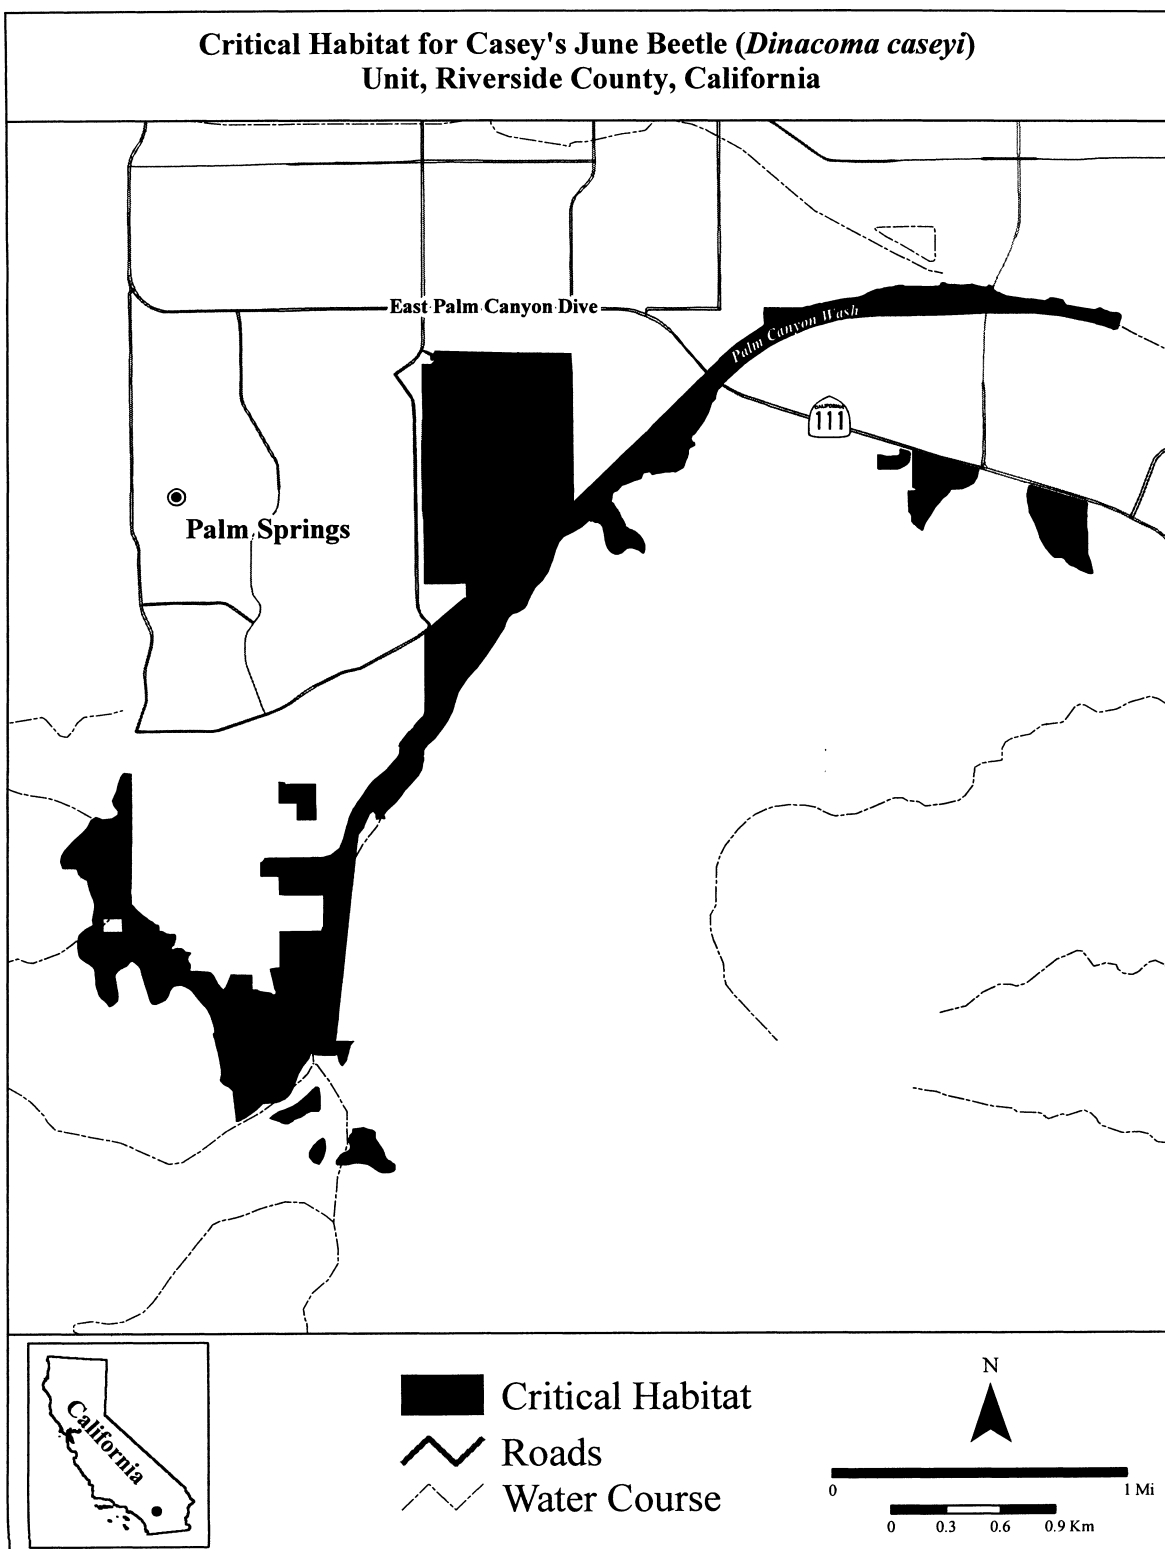 Critical Habitat for Casey's June Beetle (Dinacoma caseyi)
Unit, Riverside County, California
East Palm Canyon Dive
Palm Canyon Wash
CALIFORNIA
111
Palm Springs
California
Critical Habitat
Roads
Water Course
N
0 1 Mi
0 0.3 0.6 0.9 Km